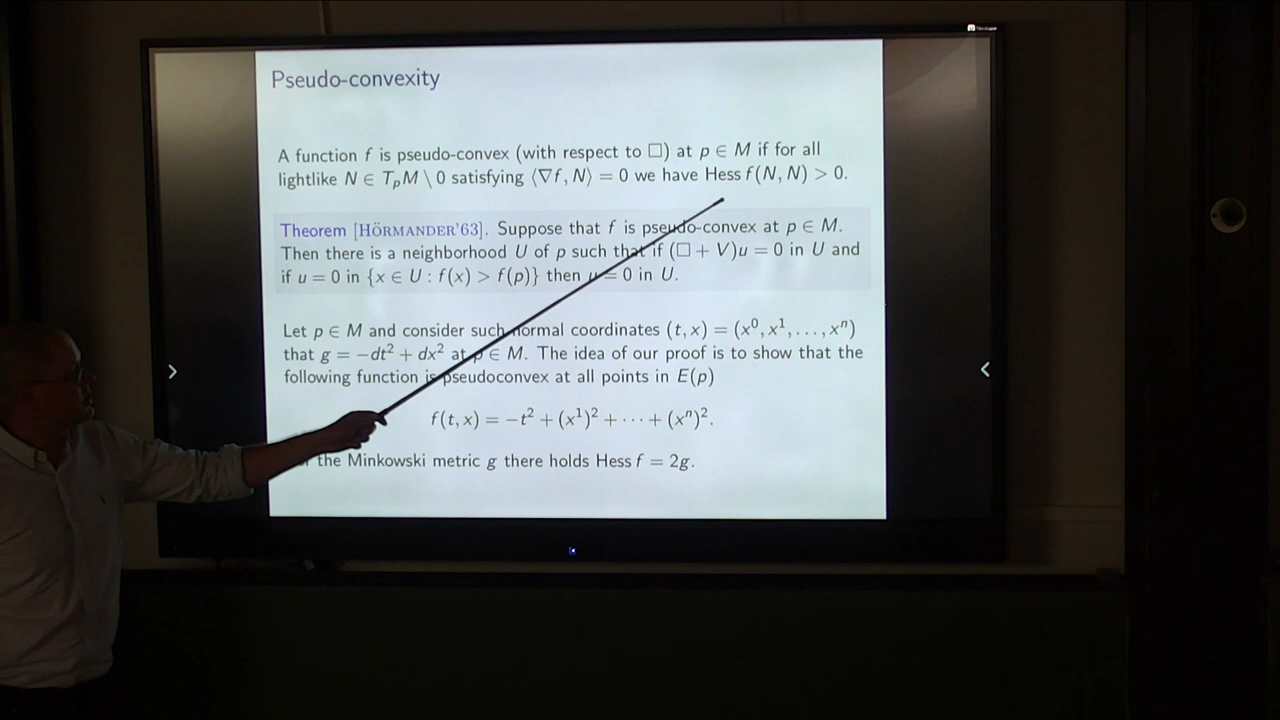 Pseudo-convexity
A function f is pseudo-convex (with respect to □) at p ∈ M if for all
lightlike N ∈ TₚM \ 0 satisfying ⟨∇f, N⟩ = 0 we have Hess f(N, N) > 0.
Theorem [HÖRMANDER'63]. Suppose that f is pseudo-convex at p ∈ M.
Then there is a neighborhood U of p such that if (□ + V)u = 0 in U and
if u = 0 in {x ∈ U : f(x) > f(p)} then u = 0 in U.
Let p ∈ M and consider such normal coordinates (t, x) = (x⁰, x¹, . . . , xⁿ)
that g = −dt² + dx² at p ∈ M. The idea of our proof is to show that the
following function is pseudoconvex at all points in E(p)
f(t, x) = −t² + (x¹)² + · · · + (xⁿ)².
the Minkowski metric g there holds Hess f = 2g.